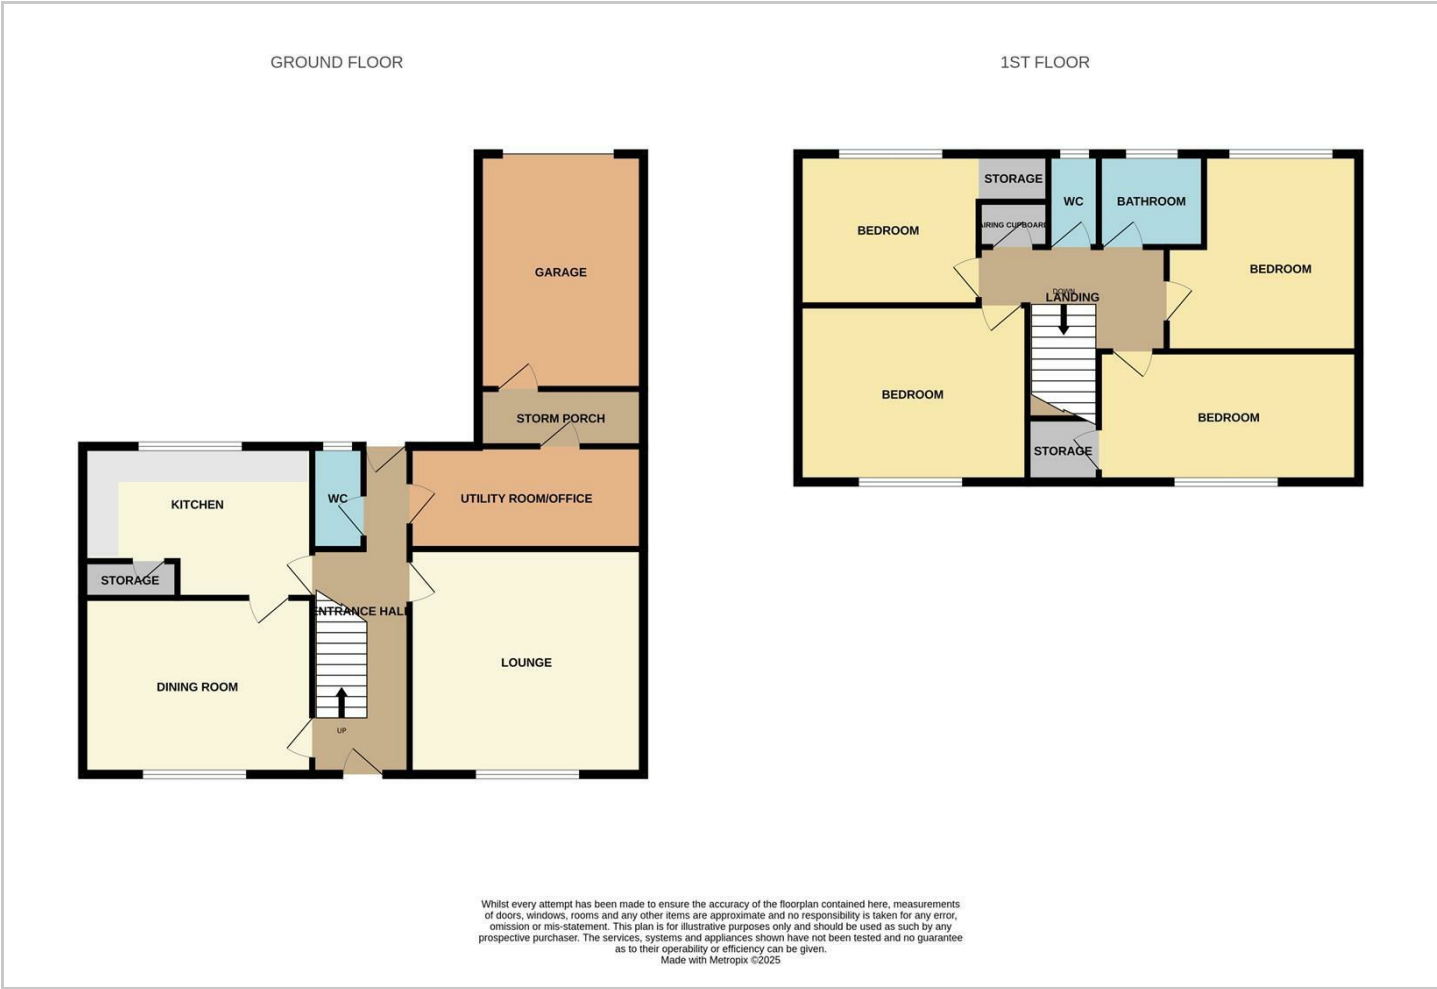 GROUND FLOOR
GARAGE
STORM PORCH
KITCHEN
WC
UTILITY ROOM/OFFICE
STORAGE
ENTRANCE HALL
LOUNGE
DINING ROOM
UP
1ST FLOOR
STORAGE
WC
BATHROOM
AIRING CUPBOARD
BEDROOM
BEDROOM
DOWN
LANDING
BEDROOM
BEDROOM
STORAGE
Whilst every attempt has been made to ensure the accuracy of the floorplan contained here, measurements
of doors, windows, rooms and any other items are approximate and no responsibility is taken for any error,
omission or mis-statement. This plan is for illustrative purposes only and should be used as such by any
prospective purchaser. The services, systems and appliances shown have not been tested and no guarantee
as to their operability or efficiency can be given.
Made with Metropix ©2025